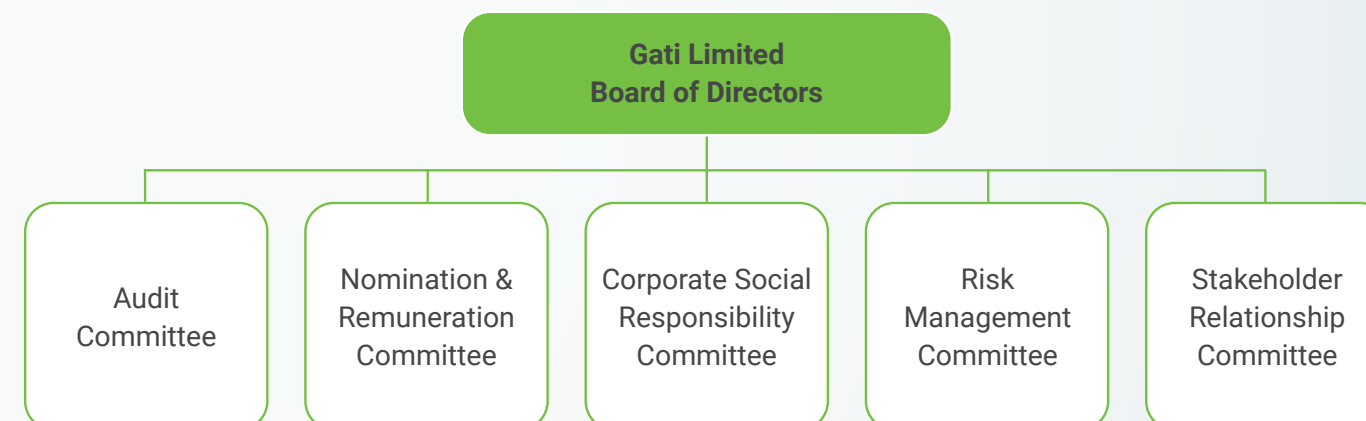 Gati Limited
Board of Directors
Audit
Committee
Nomination &
Remuneration
Committee
Corporate Social
Responsibility
Committee
Risk
Management
Committee
Stakeholder
Relationship
Committee